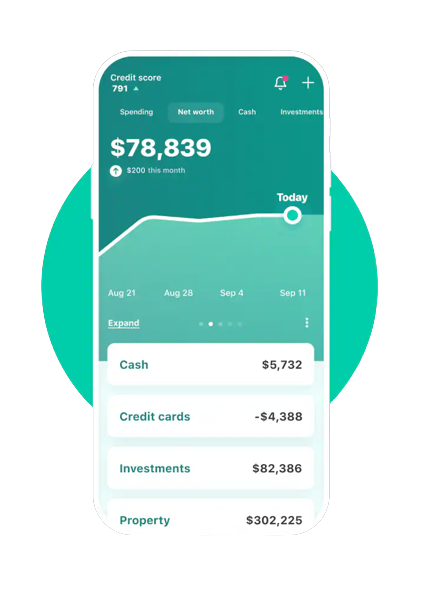 Credit score
791
Spending Net worth Cash Investments
$78,839
$200 this month
Today
Aug 21 Aug 28 Sep 4 Sep 11
Expand
Cash $5,732
Credit cards -$4,388
Investments $82,386
Property $302,225